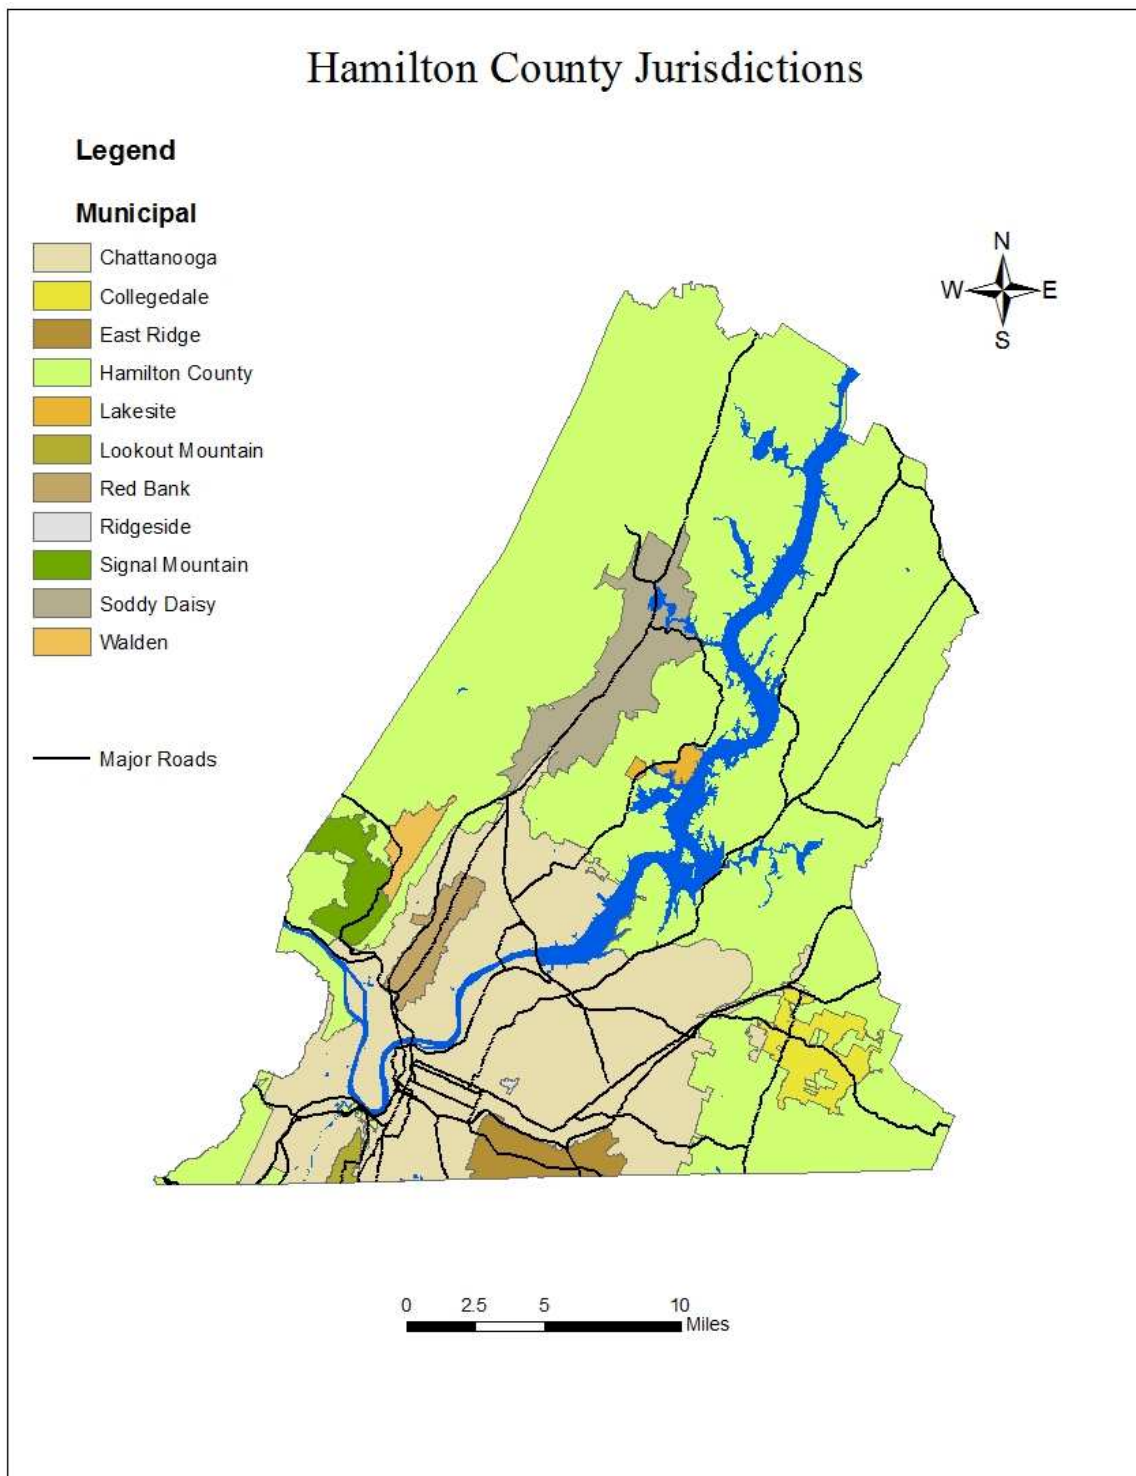 Hamilton County Jurisdictions
Legend
Municipal
Chattanooga
Collegedale
East Ridge
Hamilton County
Lakesite
Lookout Mountain
Red Bank
Ridgeside
Signal Mountain
Soddy Daisy
Walden
Major Roads
N
W E
S
0 2.5 5 10
Miles